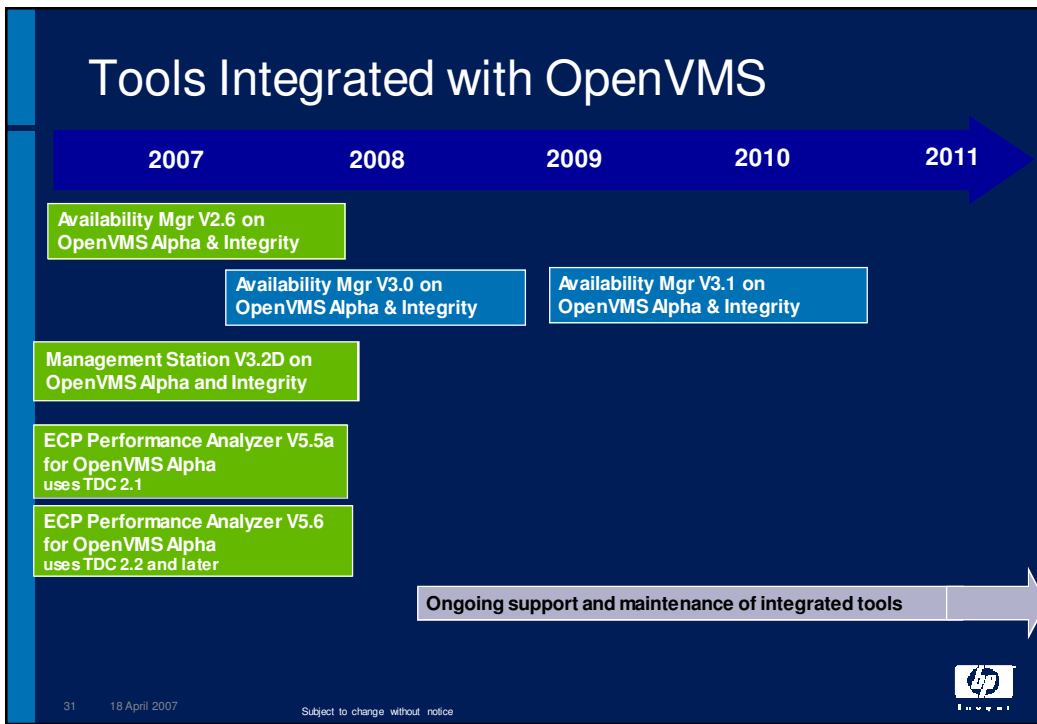 Tools Integrated with OpenVMS
2007 2008 2009 2010 2011
Availability Mgr V2.6 on
OpenVMS Alpha & Integrity
Availability Mgr V3.0 on
OpenVMS Alpha & Integrity
Availability Mgr V3.1 on
OpenVMS Alpha & Integrity
Management Station V3.2D on
OpenVMS Alpha and Integrity
ECP Performance Analyzer V5.5a
for OpenVMS Alpha
uses TDC 2.1
ECP Performance Analyzer V5.6
for OpenVMS Alpha
uses TDC 2.2 and later
Ongoing support and maintenance of integrated tools
31 18 April 2007 Subject to change without notice
hp
i n v e n t